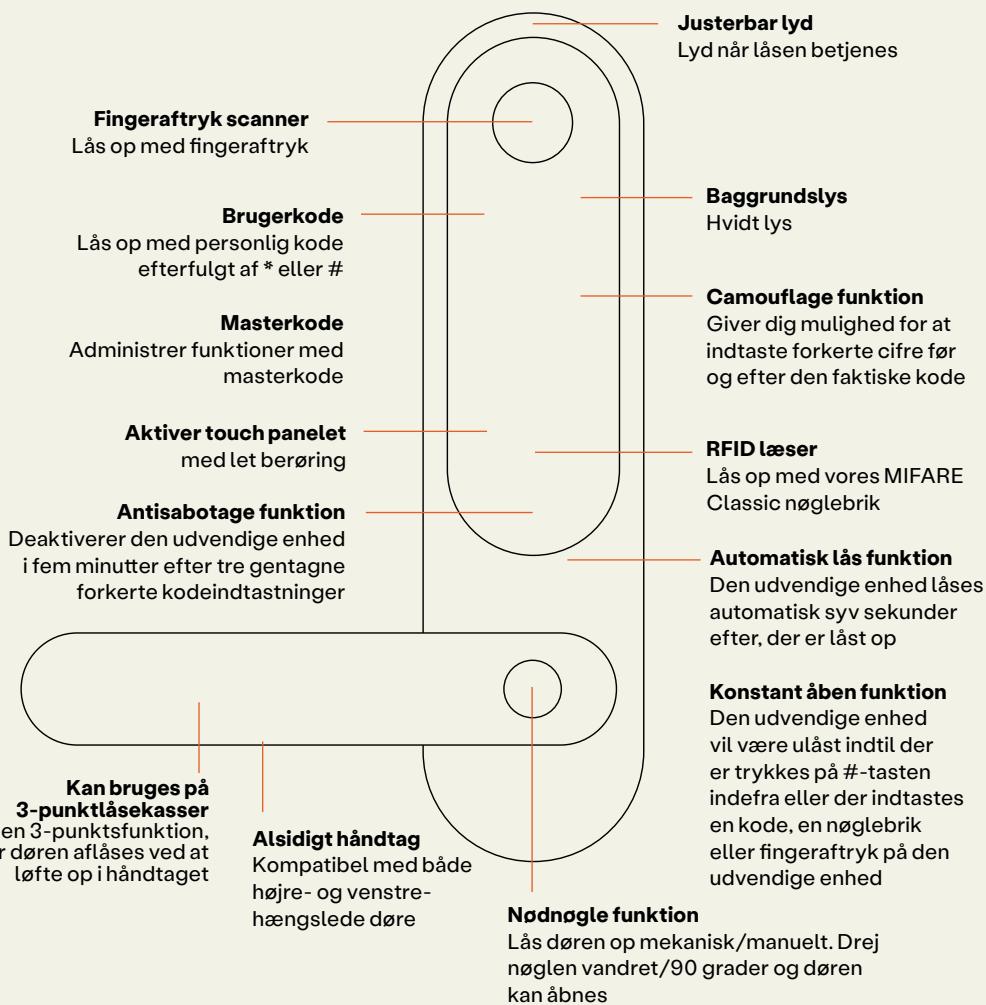 Justerbar lyd
Lyd når låsen betjenes
Fingeraftryk scanner
Lås op med fingeraftryk
Baggrundslys
Hvidt lys
Brugerkode
Lås op med personlig kode
efterfulgt af * eller #
Camouflage funktion
Giver dig mulighed for at
indtaste forkerte cifre før
og efter den faktiske kode
Masterkode
Administrer funktioner med
masterkode
Aktiver touch panelet
med let berøring
RFID læser
Lås op med vores MIFARE
Classic nøglebrik
Antisabotage funktion
Deaktiverer den udvendige enhed
i fem minutter efter tre gentagne
forkerte kodeindtastninger
Automatisk lås funktion
Den udvendige enhed låses
automatisk syv sekunder
efter, der er låst op
Konstant åben funktion
Den udvendige enhed
vil være ulåst indtil der
er trykkes på #-tasten
indefra eller der indtastes
en kode, en nøglebrik
eller fingeraftryk på den
udvendige enhed
Kan bruges på
3-punktlåsekasser
en 3-punktsfunktion,
døren aflåses ved at
løfte op i håndtaget
Alsidigt håndtag
Kompatibel med både
højre- og venstre-
hængslede døre
Nødnøgle funktion
Lås døren op mekanisk/manuelt. Drej
nøglen vandret/90 grader og døren
kan åbnes